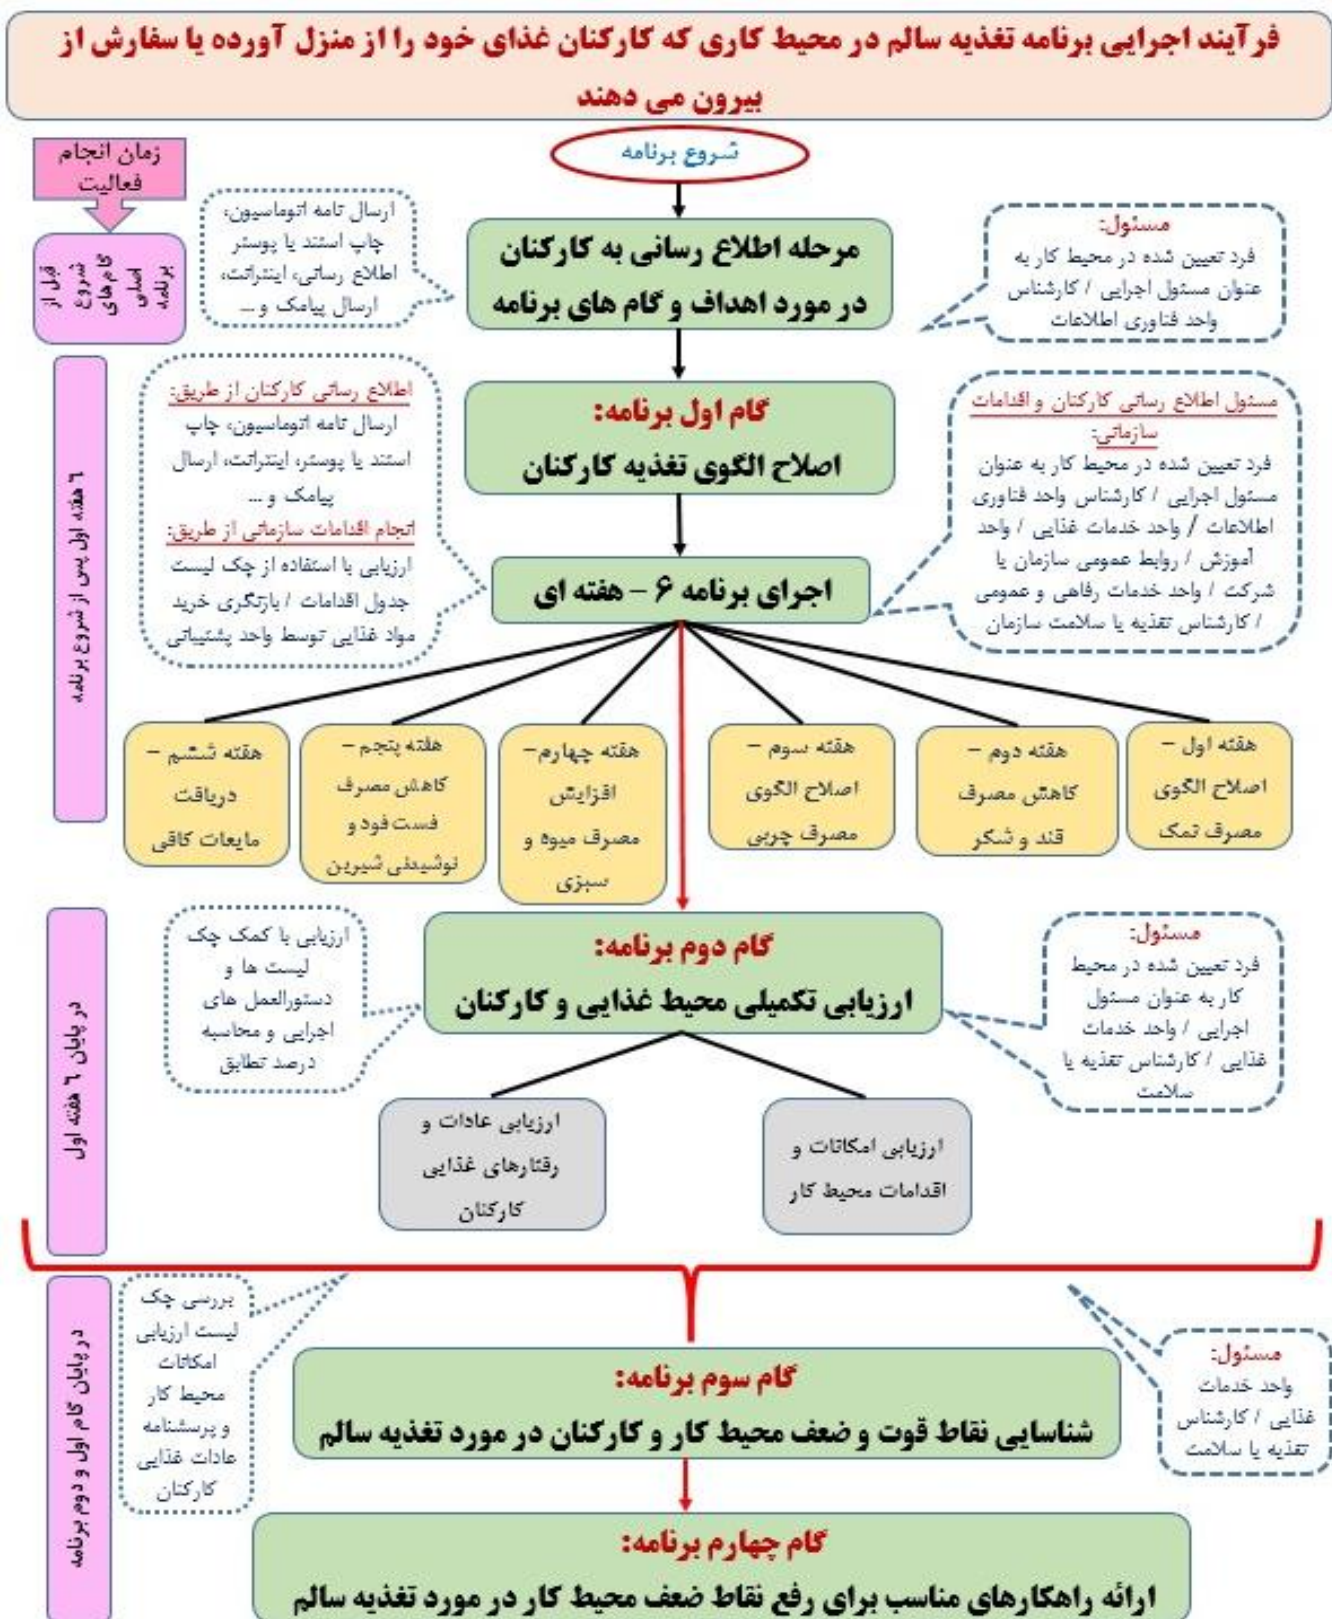 فرآیند اجرایی برنامه تغذیه سالم در محیط کاری که کارکنان غذای خود را از منزل آورده یا سفارش از
بیرون می دهند
شروع برنامه
زمان انجام
فعالیت
مسئول:
فرد تعیین شده در محیط کار به
عنوان مسئول اجرایی / کارشناس
واحد فناوری اطلاعات
مرحله اطلاع رسانی به کارکنان
در مورد اهداف و گام های برنامه
ارسال نامه اتوماسیون،
چاپ استند یا پوستر
اطلاع رسانی، اینترانت،
ارسال پیامک و ...
قبل از
شروع
گام‌های
اصلی
برنامه
مسئول اطلاع رسانی کارکنان و اقدامات
سازمانی:
فرد تعیین شده در محیط کار به عنوان
مسئول اجرایی / کارشناس واحد فناوری
اطلاعات / واحد خدمات غذایی / واحد
آموزش / روابط عمومی سازمان یا
شرکت / واحد خدمات رفاهی و عمومی
/ کارشناس تغذیه یا سلامت سازمان
گام اول برنامه:
اصلاح الگوی تغذیه کارکنان
اجرای برنامه ۶ – هفته ای
اطلاع رسانی کارکنان از طریق:
ارسال نامه اتوماسیون، چاپ
استند یا پوستر، اینترانت، ارسال
پیامک و ...
انجام اقدامات سازمانی از طریق:
ارزیابی با استفاده از چک لیست
جدول اقدامات / بازنگری خرید
مواد غذایی توسط واحد پشتیبانی
۶ هفته اول پس از شروع برنامه
هفته اول –
اصلاح الگوی
مصرف نمک
هفته دوم –
کاهش مصرف
قند و شکر
هفته سوم –
اصلاح الگوی
مصرف چربی
هفته چهارم–
افزایش
مصرف میوه و
سبزی
هفته پنجم –
کاهش مصرف
فست فود و
نوشیدنی شیرین
هفته ششم –
دریافت
مایعات کافی
مسئول:
فرد تعیین شده در محیط
کار به عنوان مسئول
اجرایی / واحد خدمات
غذایی / کارشناس تغذیه یا
سلامت
گام دوم برنامه:
ارزیابی تکمیلی محیط غذایی و کارکنان
ارزیابی با کمک چک
لیست ها و
دستورالعمل های
اجرایی و محاسبه
درصد تطابق
در پایان ۶ هفته اول
ارزیابی امکانات و
اقدامات محیط کار
ارزیابی عادات و
رفتارهای غذایی
کارکنان
مسئول:
واحد خدمات
غذایی / کارشناس
تغذیه یا سلامت
گام سوم برنامه:
شناسایی نقاط قوت و ضعف محیط کار و کارکنان در مورد تغذیه سالم
بررسی چک
لیست ارزیابی
امکانات
محیط کار
و پرسشنامه
عادات غذایی
کارکنان
در پایان گام اول و دوم برنامه
گام چهارم برنامه:
ارائه راهکارهای مناسب برای رفع نقاط ضعف محیط کار در مورد تغذیه سالم